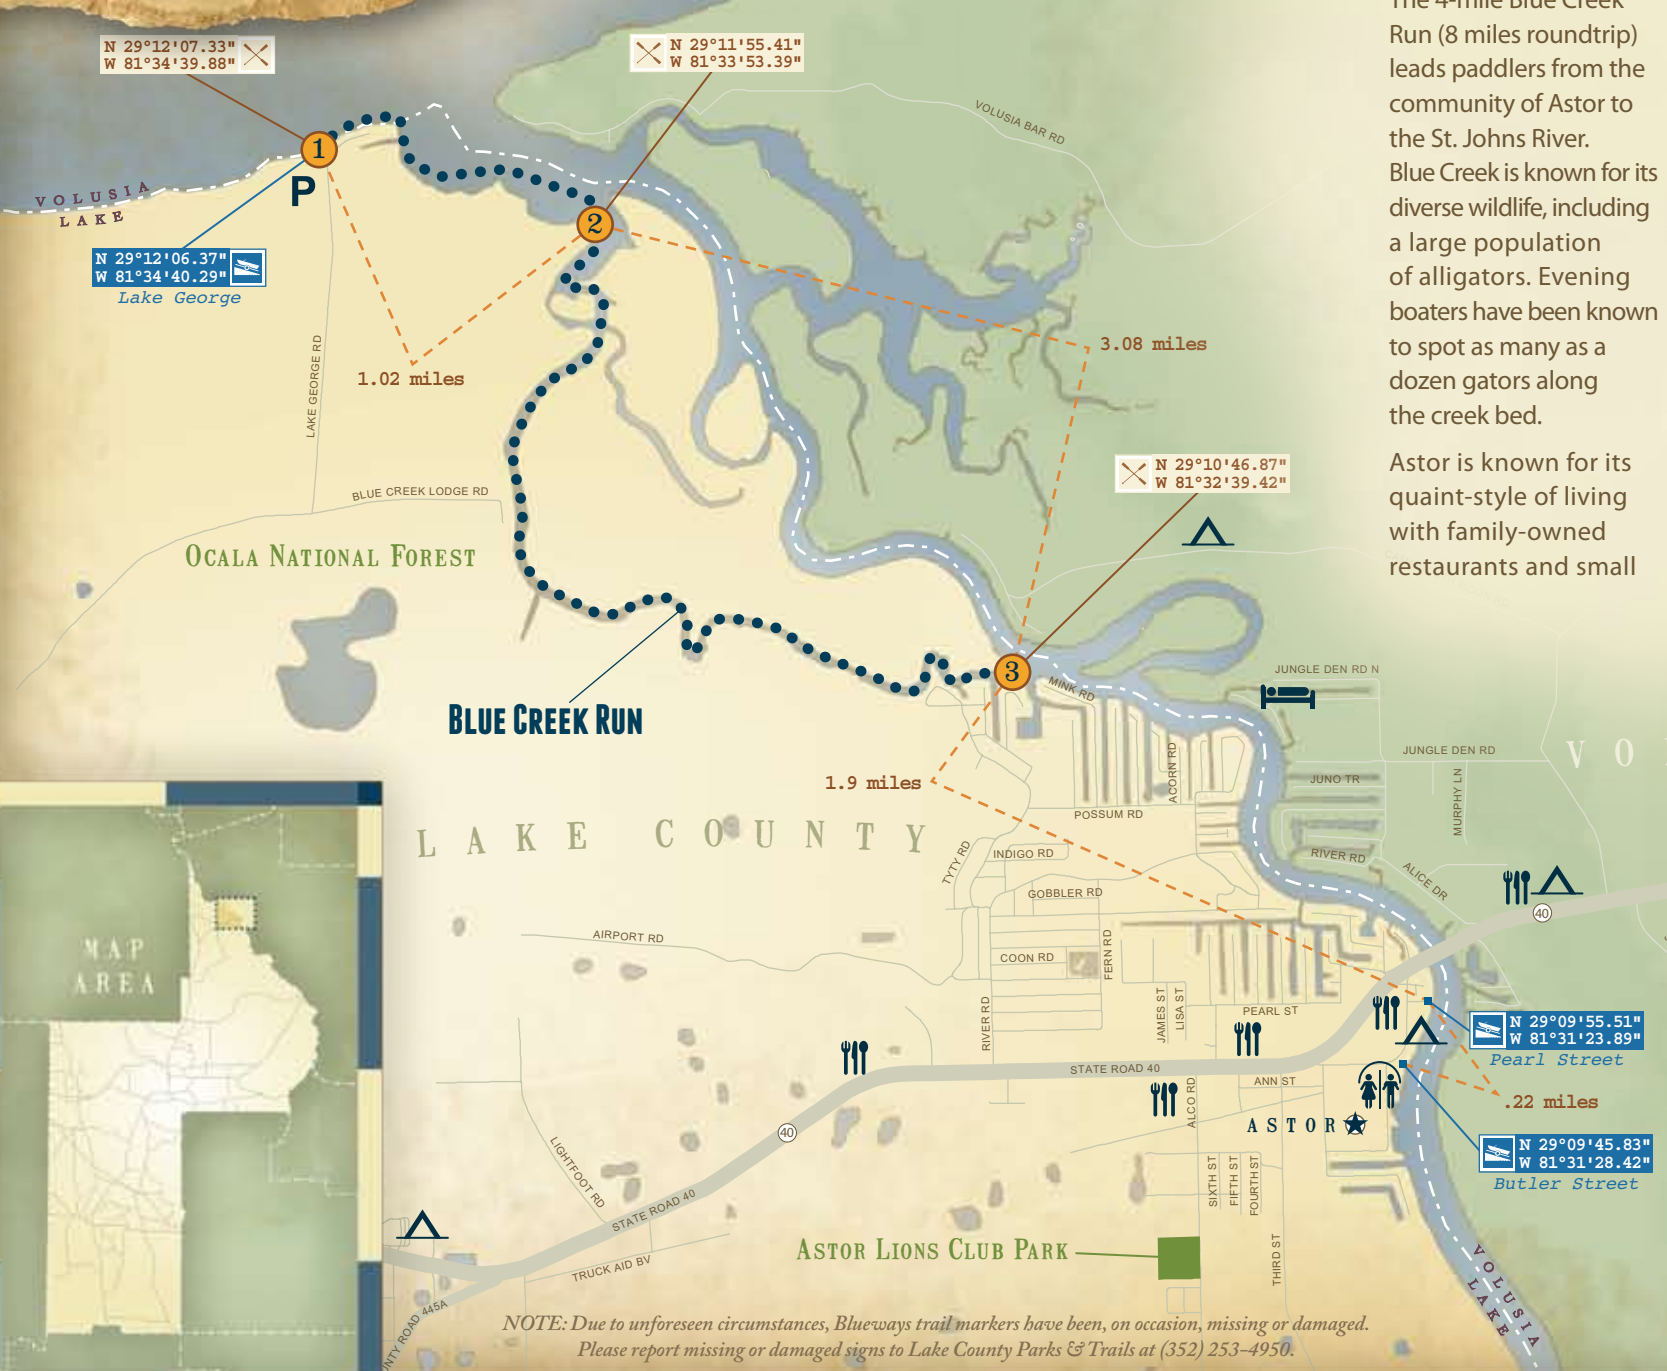 The 4-mile Blue Creek
Run (8 miles roundtrip)
leads paddlers from the
community of Astor to
the St. Johns River.
Blue Creek is known for its
diverse wildlife, including
a large population
of alligators. Evening
boaters have been known
to spot as many as a
dozen gators along
the creek bed.
Astor is known for its
quaint-style of living
with family-owned
restaurants and small
N 29°12'07.33"
W 81°34'39.88"
N 29°11'55.41"
W 81°33'53.39"
VOLUSIA BAR RD
1
P
VOLUSIA
LAKE
2
N 29°12'06.37"
W 81°34'40.29"
Lake George
LAKE GEORGE RD
1.02 miles
3.08 miles
N 29°10'46.87"
W 81°32'39.42"
BLUE CREEK LODGE RD
OCALA NATIONAL FOREST
BLUE CREEK RUN
3
MINK RD
JUNGLE DEN RD N
JUNGLE DEN RD
V O
ACORN RD
JUNO TR
MURPHY LN
1.9 miles
POSSUM RD
LAKE COUNTY
TYTY RD
INDIGO RD
RIVER RD
ALICE DR
GOBBLER RD
40
AIRPORT RD
COON RD
FERN RD
MAP
AREA
RIVER RD
JAMES ST
LISA ST
PEARL ST
N 29°09'55.51"
W 81°31'23.89"
Pearl Street
STATE ROAD 40
ANN ST
ALCO RD
.22 miles
ASTOR
40
N 29°09'45.83"
W 81°31'28.42"
Butler Street
LIGHTFOOT RD
SIXTH ST
FIFTH ST
FOURTH ST
STATE ROAD 40
THIRD ST
ASTOR LIONS CLUB PARK
TRUCK AID BV
VOLUSIA
LAKE
UNTY ROAD 445A
NOTE: Due to unforeseen circumstances, Blueways trail markers have been, on occasion, missing or damaged.
Please report missing or damaged signs to Lake County Parks & Trails at (352) 253-4950.